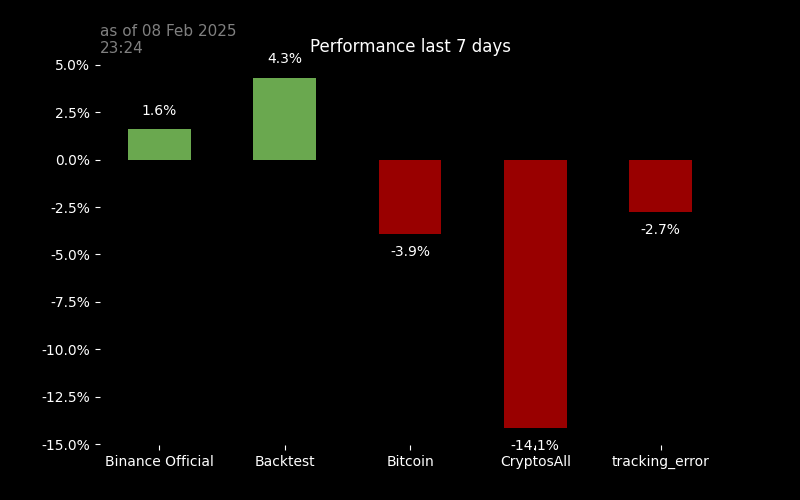 as of 08 Feb 2025
23:24
Performance last 7 days
5.0%
2.5%
0.0%
-2.5%
-5.0%
-7.5%
-10.0%
-12.5%
-15.0%
1.6%
4.3%
-3.9%
-14.1%
-2.7%
Binance Official
Backtest
Bitcoin
CryptosAll
tracking_error